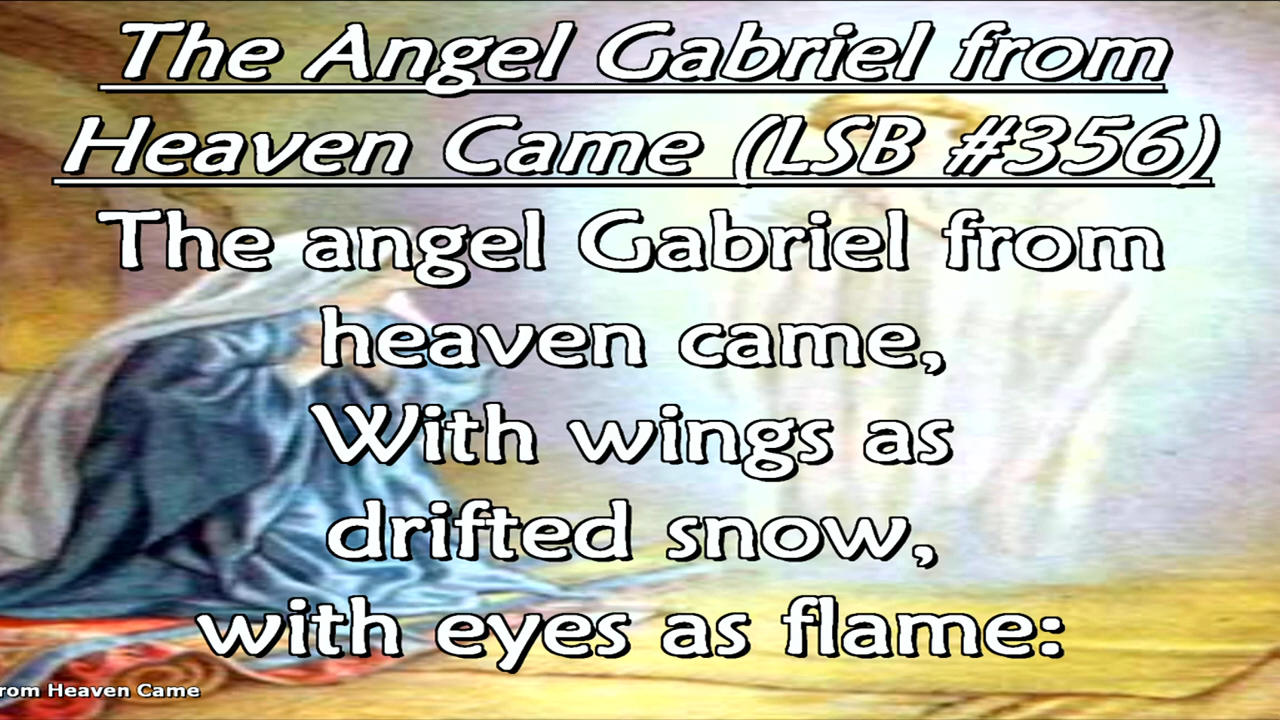 The Angel Gabriel from
Heaven Came (LSB #356)
The angel Gabriel from
heaven came,
With wings as
drifted snow,
with eyes as flame:
rom Heaven Came